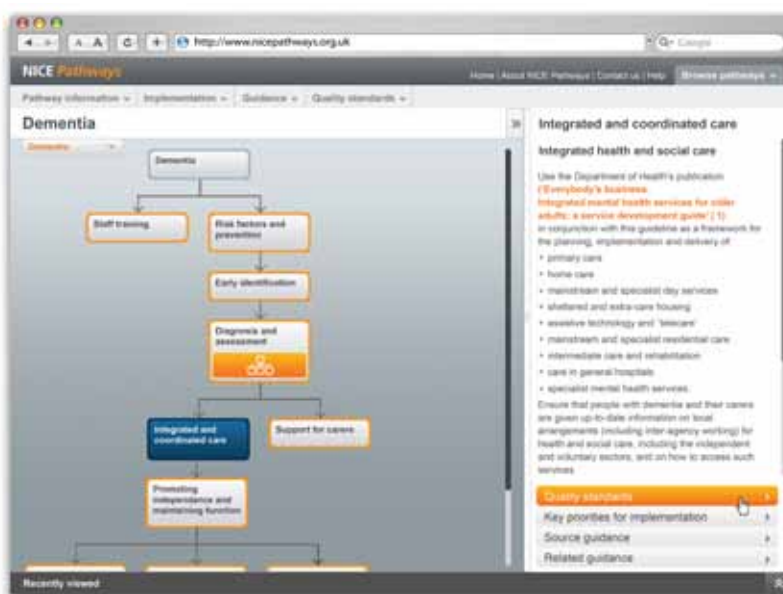 A A C + http://www.nicepathways.org.uk Q Google
NICE Pathways
Home | About NICE Pathways | Contact us | Help
Browse pathways
Pathway information
Implementation
Guidance
Quality standards
Dementia
Dementia
Dementia
Staff training
Risk factors and
prevention
Early identification
Diagnosis and
assessment
Integrated and
coordinated care
Support for carers
Promoting
independence and
maintaining function
Integrated and coordinated care
Integrated health and social care
Use the Department of Health's publication
('Everybody's business.
Integrated mental health services for older
adults: a service development guide' (1)
in conjunction with this guideline as a framework for
the planning, implementation and delivery of:
• primary care
• home care
• mainstream and specialist day services
• sheltered and extra-care housing
• assistive technology and 'telecare'
• mainstream and specialist residential care
• intermediate care and rehabilitation
• care in general hospitals
• specialist mental health services.
Ensure that people with dementia and their carers
are given up-to-date information on local
arrangements (including inter-agency working) for
health and social care, including the independent
and voluntary sectors, and on how to access such
services
Quality standards
Key priorities for implementation
Source guidance
Related guidance
Recently viewed